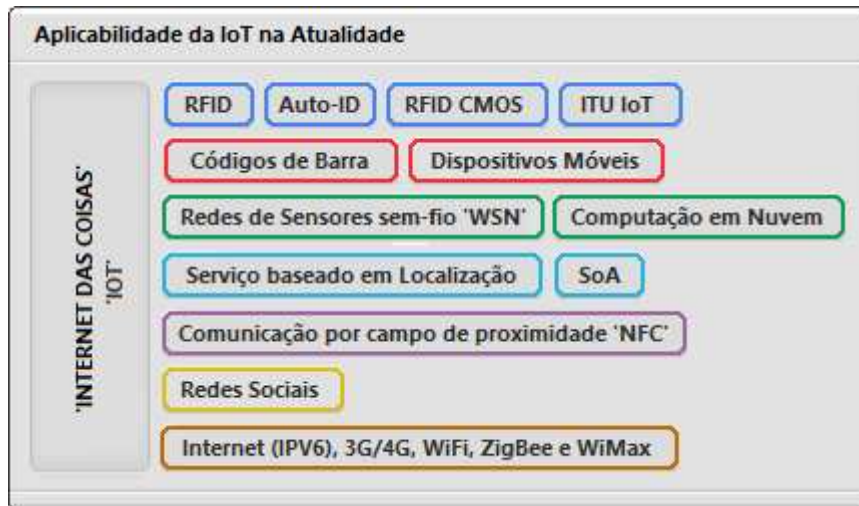 Aplicabilidade da IoT na Atualidade
'INTERNET DAS COISAS'
'IOT'
RFID Auto-ID RFID CMOS ITU IoT
Códigos de Barra Dispositivos Móveis
Redes de Sensores sem-fio 'WSN' Computação em Nuvem
Serviço baseado em Localização SoA
Comunicação por campo de proximidade 'NFC'
Redes Sociais
Internet (IPV6), 3G/4G, WiFi, ZigBee e WiMax